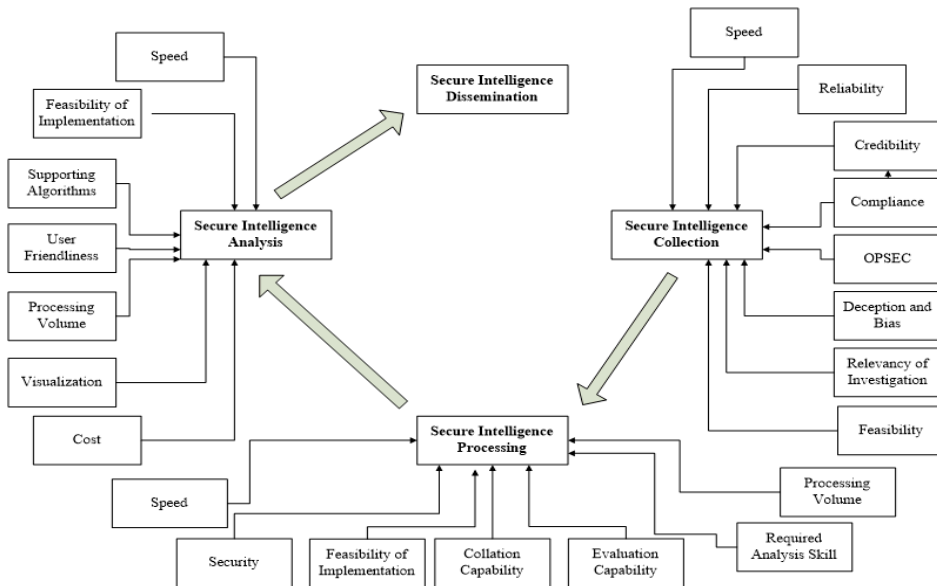 Speed
Feasibility of
Implementation
Supporting
Algorithms
User
Friendliness
Processing
Volume
Visualization
Cost
Secure Intelligence
Analysis
Secure Intelligence
Dissemination
Speed
Reliability
Credibility
Compliance
OPSEC
Deception and
Bias
Relevancy of
Investigation
Feasibility
Secure Intelligence
Collection
Secure Intelligence
Processing
Speed
Security
Feasibility of
Implementation
Collation
Capability
Evaluation
Capability
Required
Analysis Skill
Processing
Volume